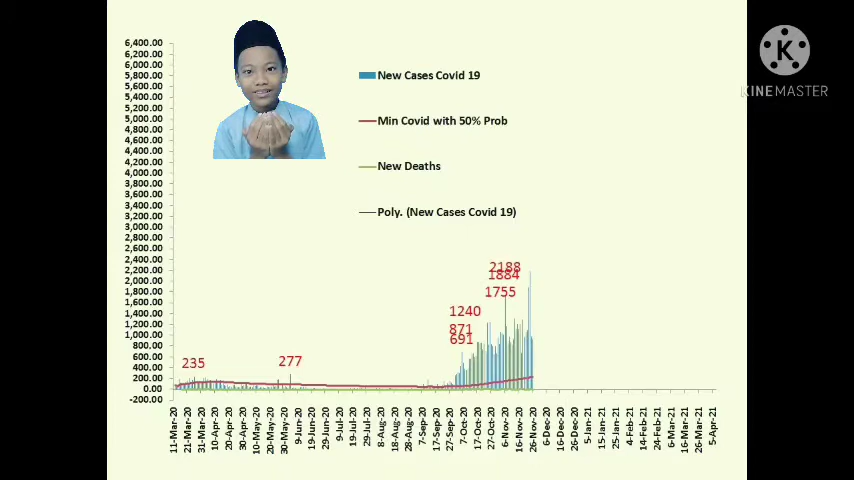 6,400.00
6,200.00
6,000.00
5,800.00
5,600.00
5,400.00
5,200.00
5,000.00
4,800.00
4,600.00
4,400.00
4,200.00
4,000.00
3,800.00
3,600.00
3,400.00
3,200.00
3,000.00
2,800.00
2,600.00
2,400.00
2,200.00
2,000.00
1,800.00
1,600.00
1,400.00
1,200.00
1,000.00
800.00
600.00
400.00
200.00
0.00
-200.00
New Cases Covid 19
Min Covid with 50% Prob
New Deaths
Poly. (New Cases Covid 19)
K
KINEMASTER
2188
1884
1755
1240
871
691
235
277
11-Mar-20
21-Mar-20
31-Mar-20
10-Apr-20
20-Apr-20
30-Apr-20
10-May-20
20-May-20
30-May-20
9-Jun-20
19-Jun-20
29-Jun-20
9-Jul-20
19-Jul-20
29-Jul-20
8-Aug-20
18-Aug-20
28-Aug-20
7-Sep-20
17-Sep-20
27-Sep-20
7-Oct-20
17-Oct-20
27-Oct-20
6-Nov-20
16-Nov-20
26-Nov-20
6-Dec-20
16-Dec-20
26-Dec-20
5-Jan-21
15-Jan-21
25-Jan-21
4-Feb-21
14-Feb-21
24-Feb-21
6-Mar-21
16-Mar-21
26-Mar-21
5-Apr-21